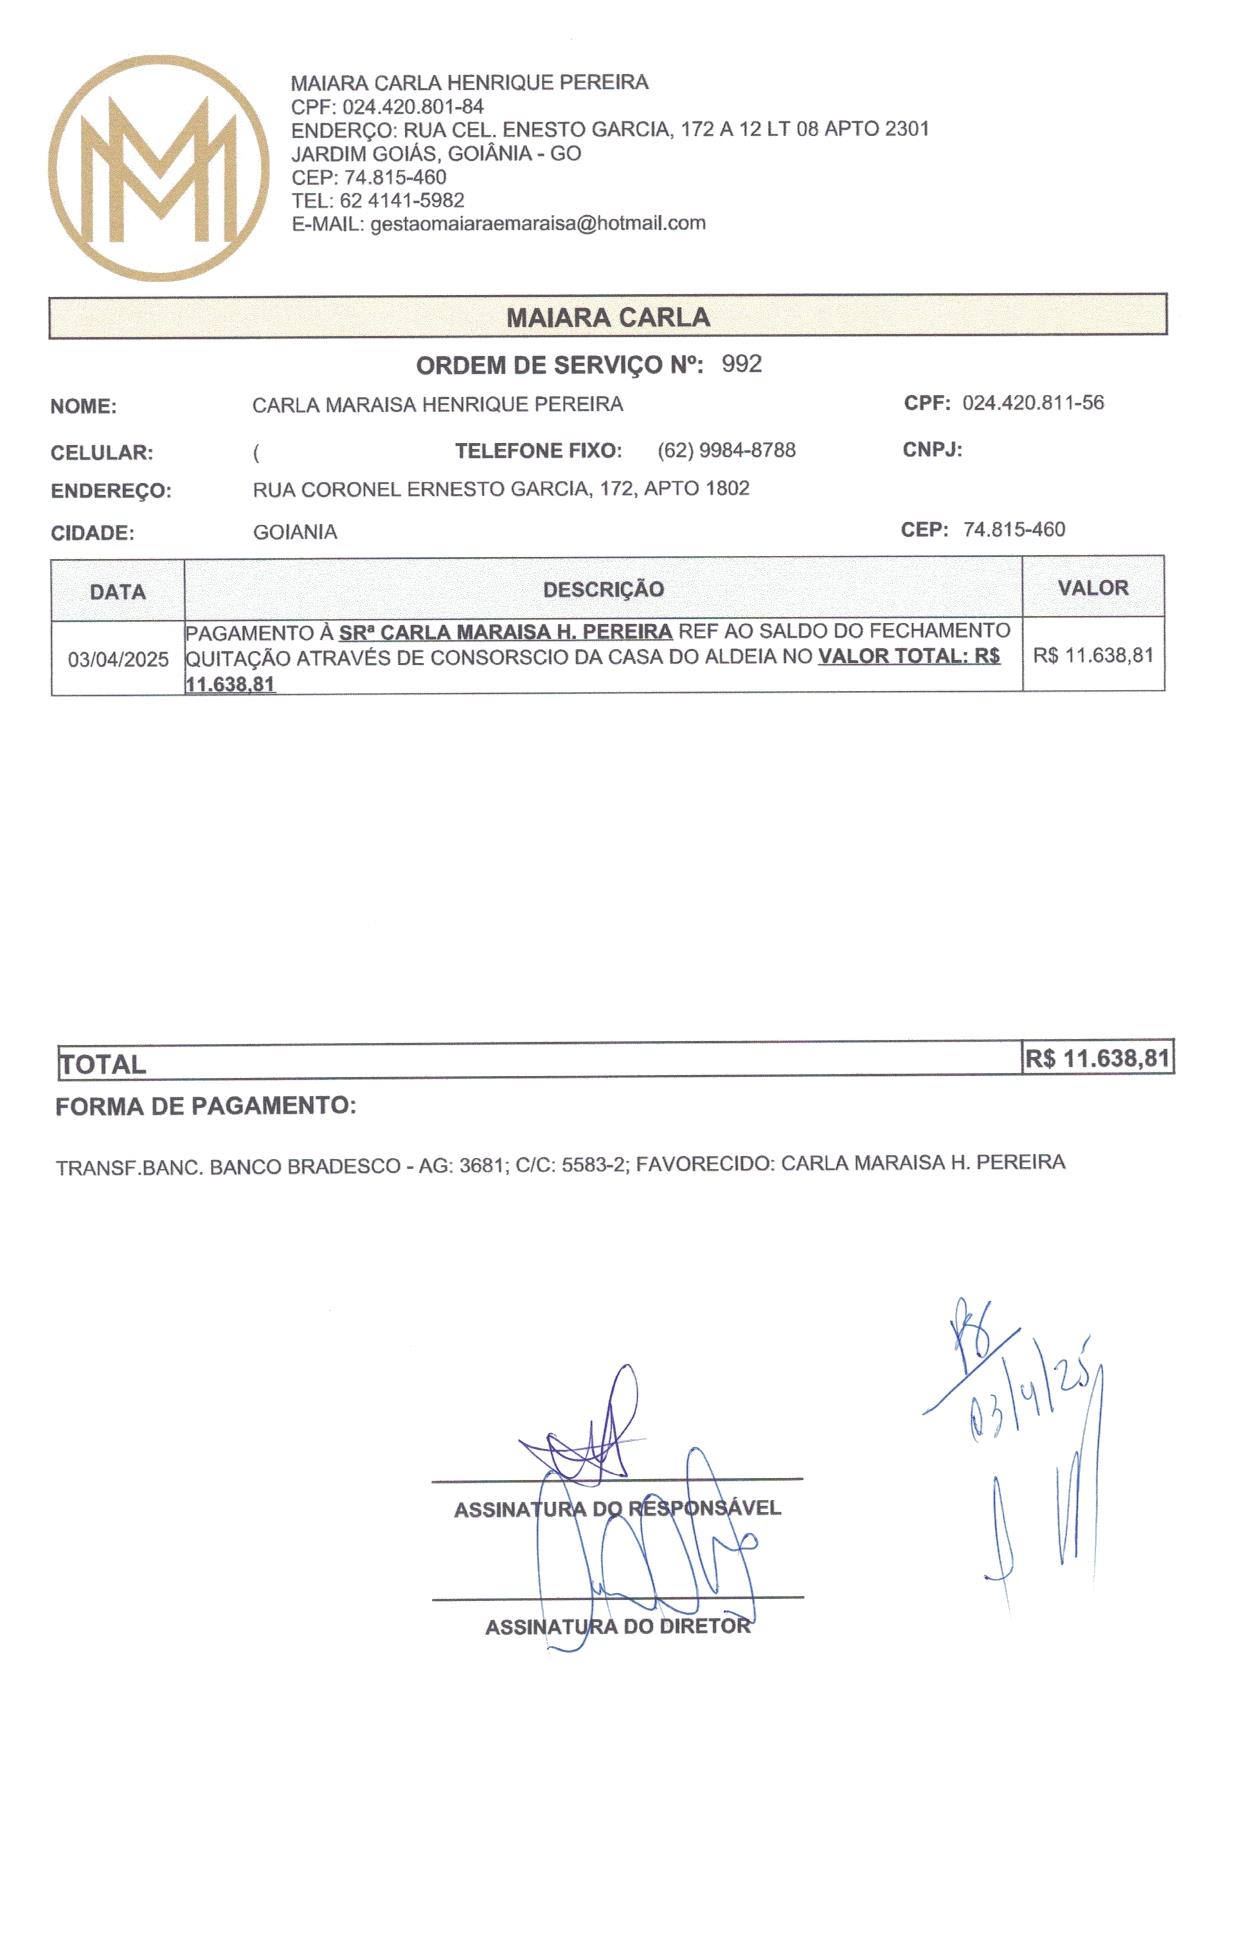 MAIARA CARLA HENRIQUE PEREIRA
CPF: 024.420.801-84
ENDERÇO: RUA CEL. ENESTO GARCIA, 172 A 12 LT 08 APTO 2301
JARDIM GOIÁS, GOIÂNIA - GO
CEP: 74.815-460
TEL: 62 4141-5982
E-MAIL: gestaomaiaraemaraisa@hotmail.com
MAIARA CARLA
ORDEM DE SERVIÇO Nº: 992
NOME: CARLA MARAISA HENRIQUE PEREIRA CPF: 024.420.811-56
CELULAR: ( TELEFONE FIXO: (62) 9984-8788 CNPJ:
ENDEREÇO: RUA CORONEL ERNESTO GARCIA, 172, APTO 1802
CIDADE: GOIANIA CEP: 74.815-460
DATA DESCRIÇÃO VALOR
PAGAMENTO À SRª CARLA MARAISA H. PEREIRA REF AO SALDO DO FECHAMENTO
03/04/2025 QUITAÇÃO ATRAVÉS DE CONSORSCIO DA CASA DO ALDEIA NO VALOR TOTAL: R$ R$ 11.638,81
11.638,81
TOTAL R$ 11.638,81
FORMA DE PAGAMENTO:
TRANSF.BANC. BANCO BRADESCO - AG: 3681; C/C: 5583-2; FAVORECIDO: CARLA MARAISA H. PEREIRA
03/4/25
ASSINATURA DO RESPONSÁVEL
ASSINATURA DO DIRETOR